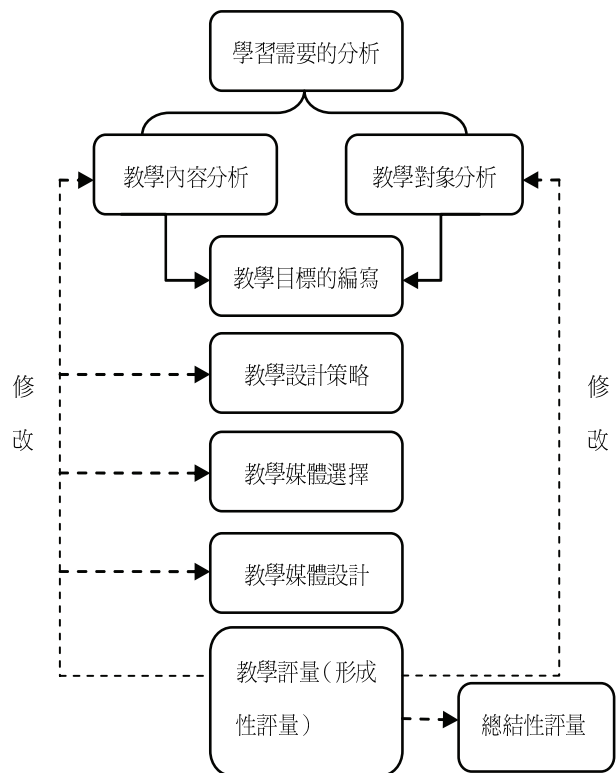 學習需要的分析
教學內容分析
教學對象分析
教學目標的編寫
教學設計策略
修
改
修
改
教學媒體選擇
教學媒體設計
教學評量(形成
性評量)
總結性評量